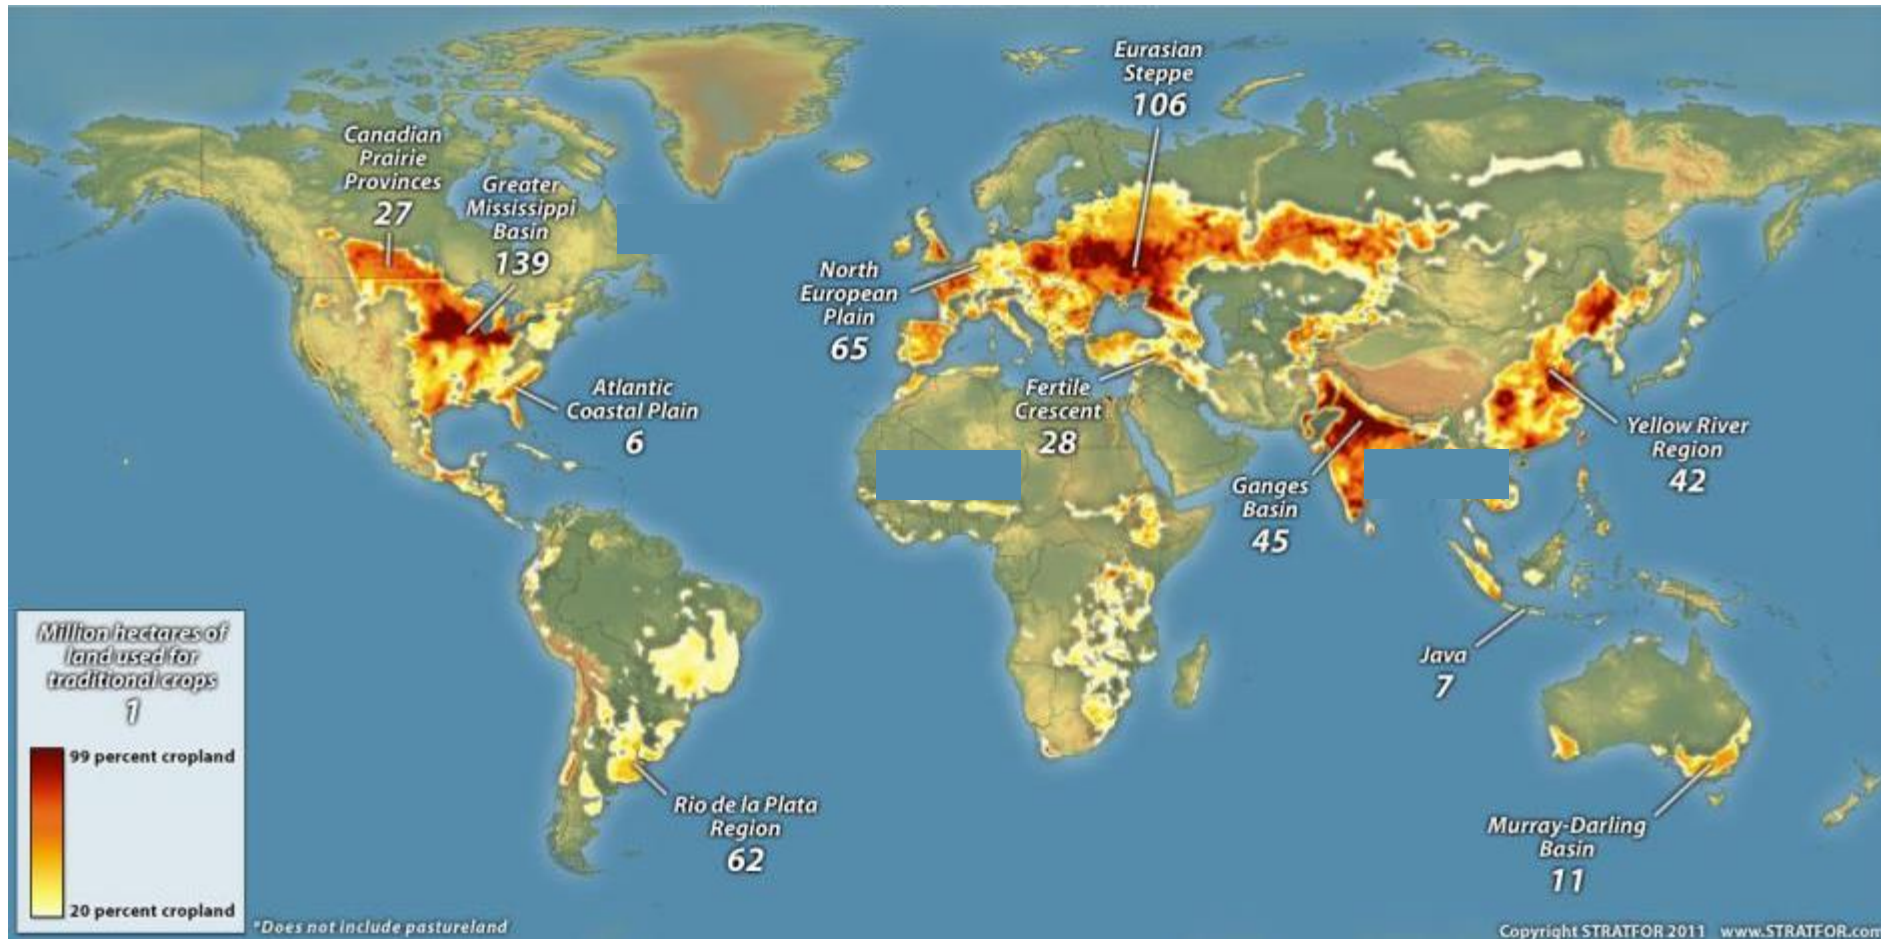 Eurasian
Steppe
106
Canadian
Prairie
Provinces
27
Greater
Mississippi
Basin
139
North
European
Plain
65
Atlantic
Coastal Plain
6
Fertile
Crescent
28
Yellow River
Region
42
Ganges
Basin
45
Java
7
Rio de la Plata
Region
62
Murray-Darling
Basin
11
Million hectares of
land used for
traditional crops
1
99 percent cropland
20 percent cropland
*Does not include pastureland
Copyright STRATFOR 2011 www.STRATFOR.com